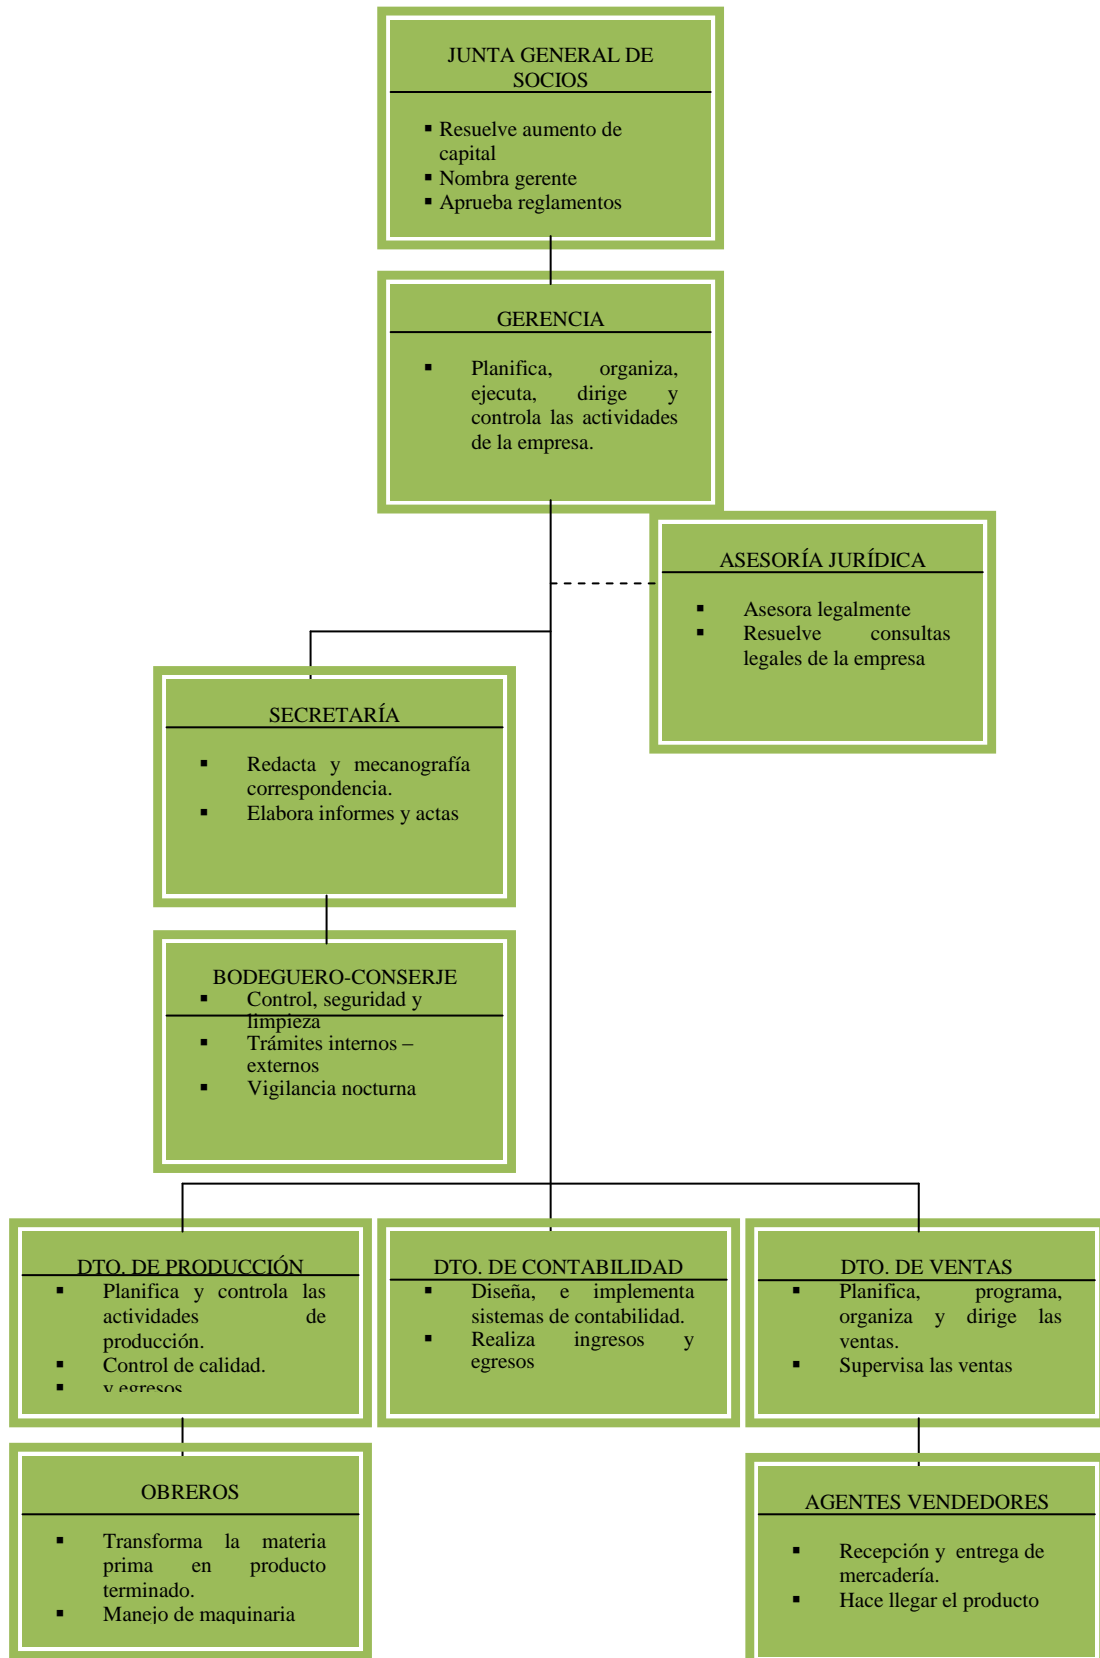 JUNTA GENERAL DE
SOCIOS
▪ Resuelve aumento de
capital
▪ Nombra gerente
▪ Aprueba reglamentos
GERENCIA
▪ Planifica, organiza,
ejecuta, dirige y
controla las actividades
de la empresa.
ASESORÍA JURÍDICA
▪ Asesora legalmente
▪ Resuelve consultas
legales de la empresa
SECRETARÍA
▪ Redacta y mecanografía
correspondencia.
▪ Elabora informes y actas
BODEGUERO-CONSERJE
▪ Control, seguridad y
limpieza
▪ Trámites internos –
externos
▪ Vigilancia nocturna
DTO. DE PRODUCCIÓN
▪ Planifica y controla las
actividades de
producción.
▪ Control de calidad.
▪ y egresos
DTO. DE CONTABILIDAD
▪ Diseña, e implementa
sistemas de contabilidad.
▪ Realiza ingresos y
egresos
DTO. DE VENTAS
▪ Planifica, programa,
organiza y dirige las
ventas.
▪ Supervisa las ventas
OBREROS
▪ Transforma la materia
prima en producto
terminado.
▪ Manejo de maquinaria
AGENTES VENDEDORES
▪ Recepción y entrega de
mercadería.
▪ Hace llegar el producto